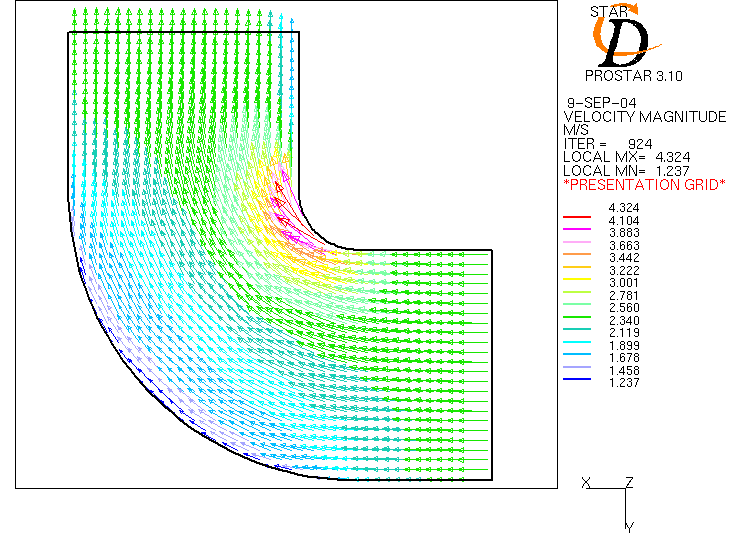 STAR
D
PROSTAR 3.10
9-SEP-04
VELOCITY MAGNITUDE
M/S
ITER = 924
LOCAL MX= 4.324
LOCAL MN= 1.237
*PRESENTATION GRID*
4.324
4.104
3.883
3.663
3.442
3.222
3.001
2.781
2.560
2.340
2.119
1.899
1.678
1.458
1.237
X Z
Y